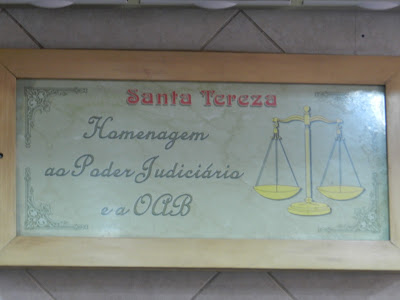 Santa Tereza
Homenagem
ao Poder Judiciário
e a OAB